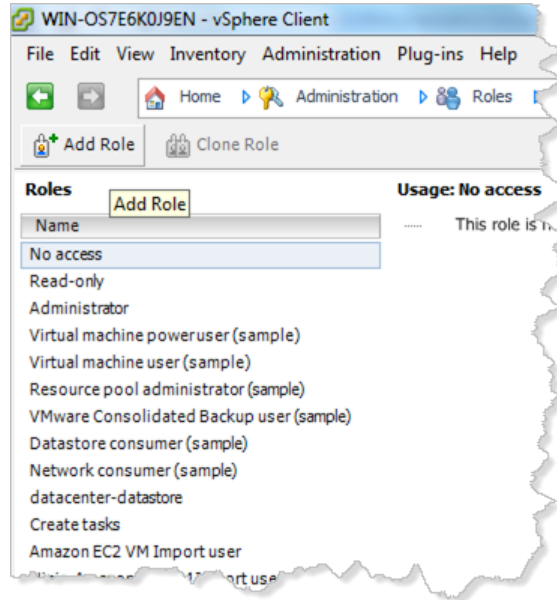 WIN-OS7E6K0J9EN - vSphere Client
File Edit View Inventory Administration Plug-ins Help
Home Administration Roles
Add Role Clone Role
Roles Usage: No access
Add Role
Name This role is
No access
Read-only
Administrator
Virtual machine power user (sample)
Virtual machine user (sample)
Resource pool administrator (sample)
VMware Consolidated Backup user (sample)
Datastore consumer (sample)
Network consumer (sample)
datacenter-datastore
Create tasks
Amazon EC2 VM Import user